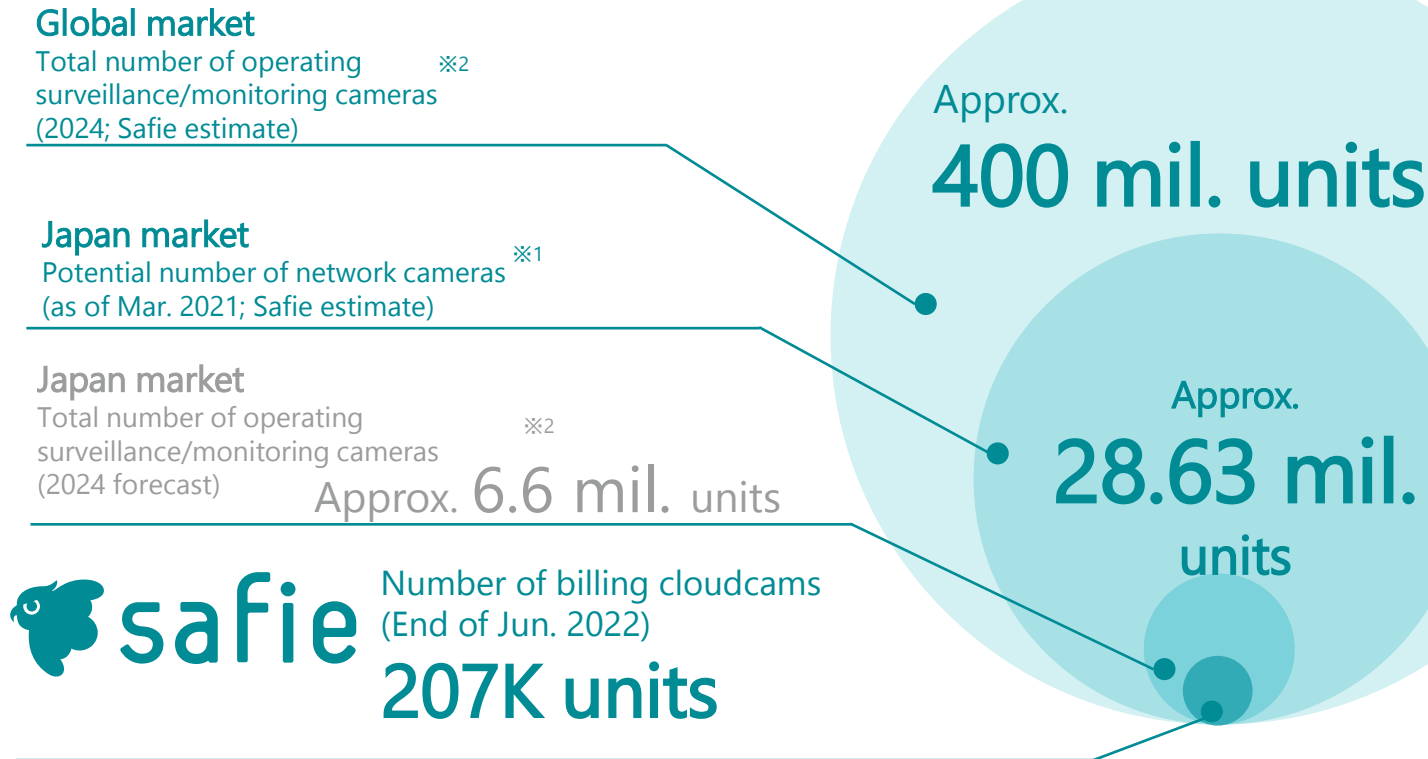 Global market
Total number of operating ※2
surveillance/monitoring cameras
(2024; Safie estimate)
Approx.
400 mil. units
Japan market
Potential number of network cameras ※1
(as of Mar. 2021; Safie estimate)
Approx.
28.63 mil.
units
Japan market
Total number of operating ※2
surveillance/monitoring cameras
(2024 forecast)
Approx. 6.6 mil. units
safie
Number of billing cloudcams
(End of Jun. 2022)
207K units